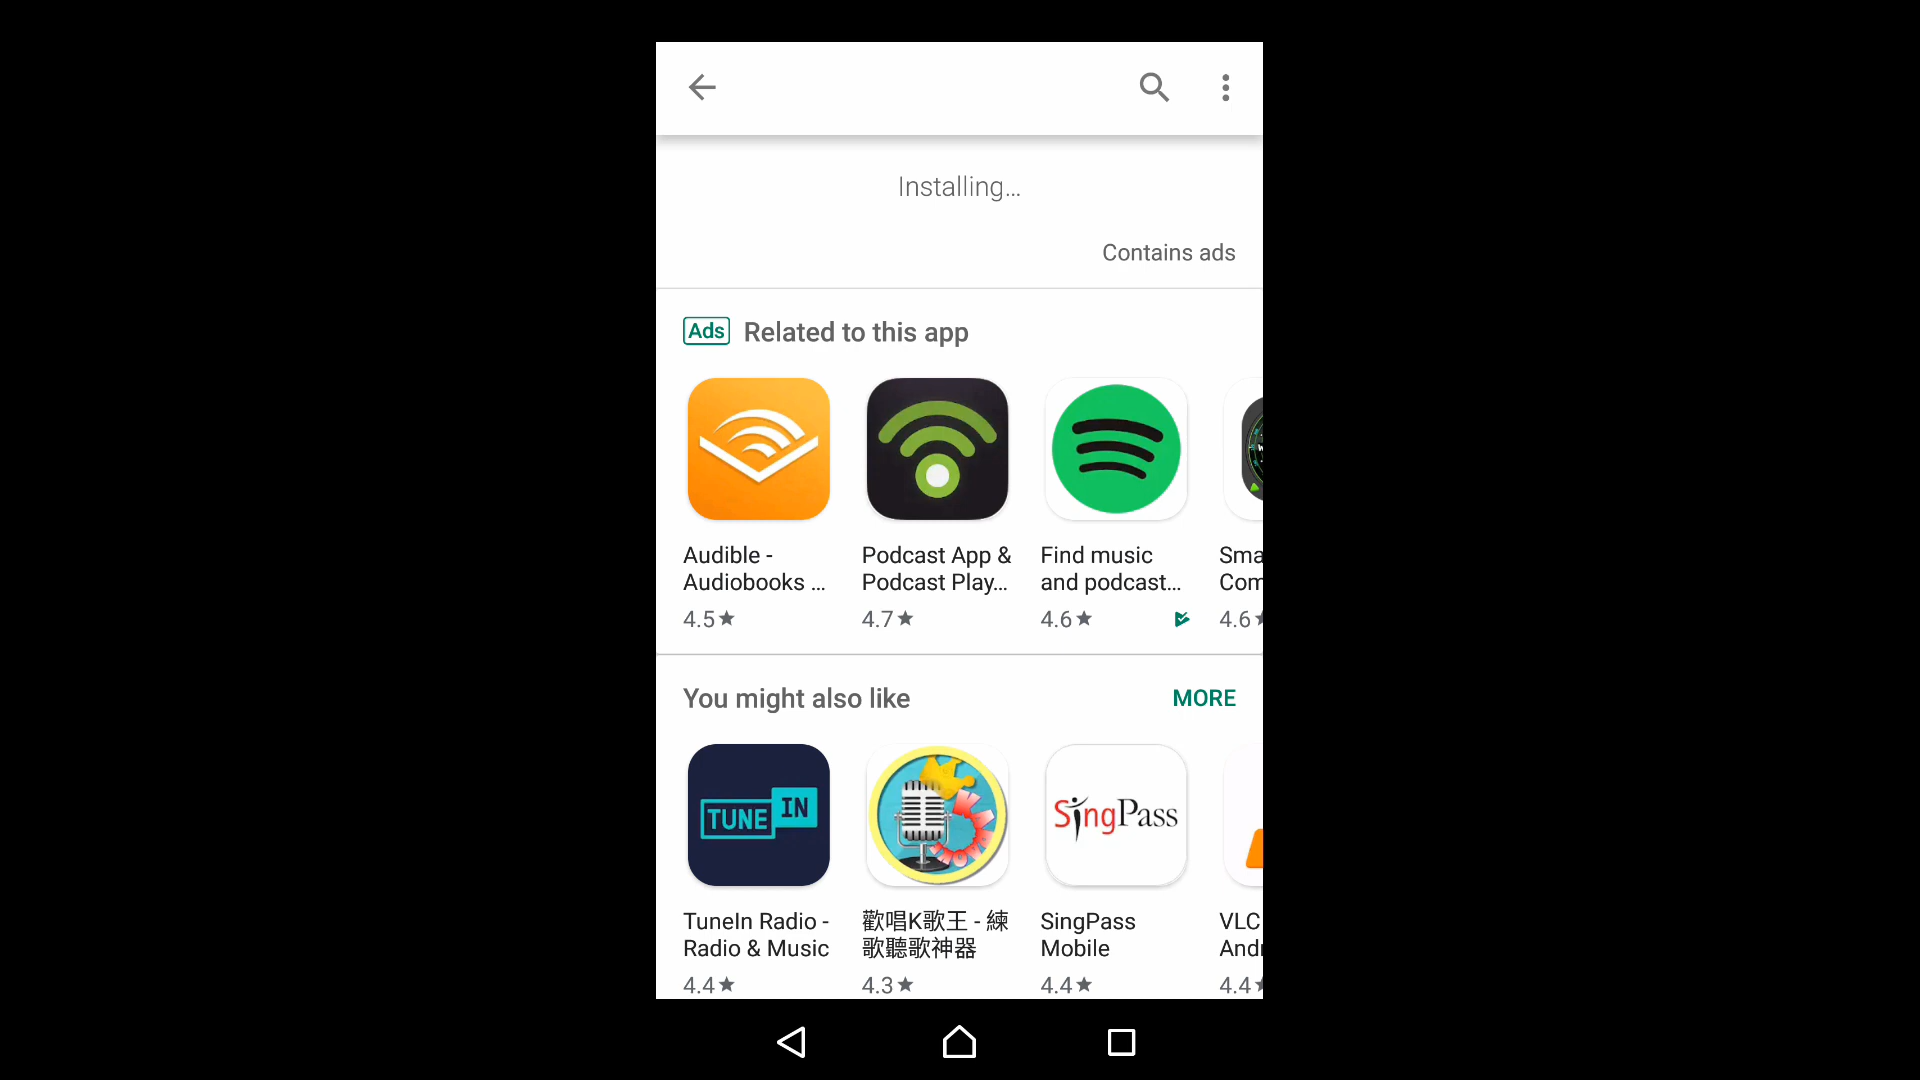 Installing...
Contains ads
Ads Related to this app
Audible -
Audiobooks ...
4.5★
Podcast App &
Podcast Play...
4.7★
Find music
and podcast...
4.6★
Sma
Com
4.6★
You might also like MORE
TUNE IN
SingPass
TuneIn Radio -
Radio & Music
4.4★
歡唱K歌王 - 練
歌聽歌神器
4.3★
SingPass
Mobile
4.4★
VLC
Andr
4.4★